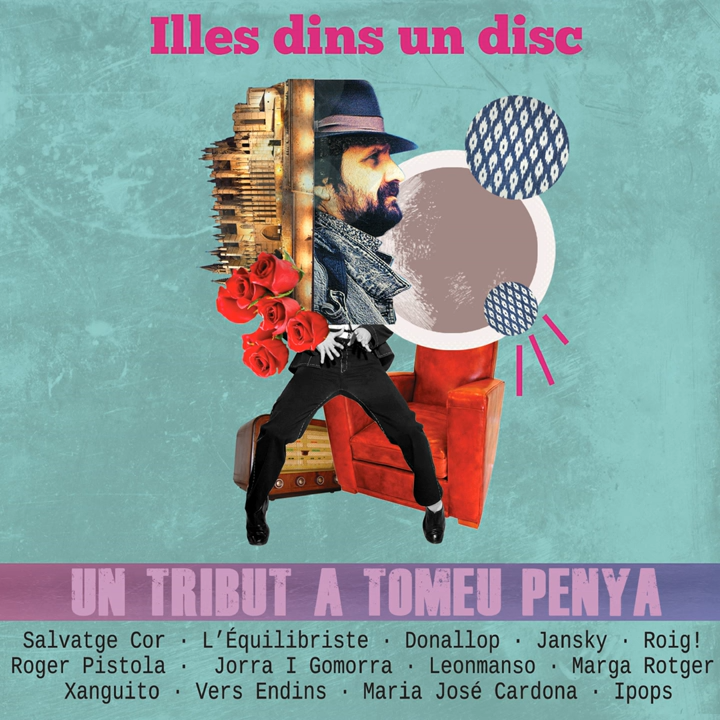 Illes dins un disc
UN TRIBUT A TOMEU PENYA
Salvatge Cor · L'Équilibriste · Donallop · Jansky · Roig!
Roger Pistola · Jorra I Gomorra · Leonmanso · Marga Rotger
Xanguito · Vers Endins · Maria José Cardona · Ipops